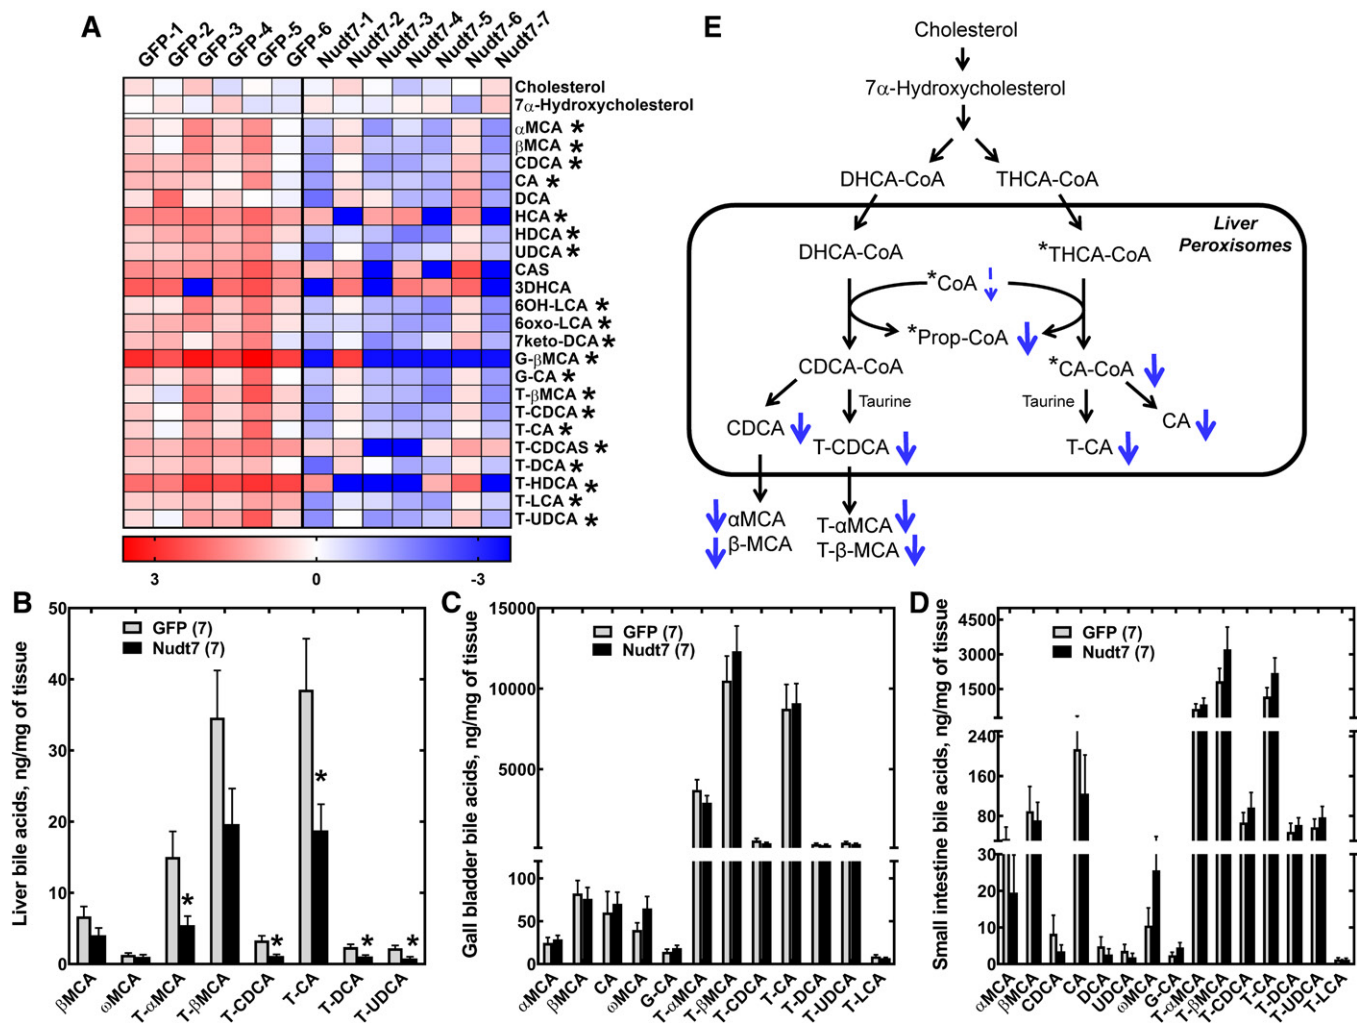 A
GFP-1
GFP-2
GFP-3
GFP-4
GFP-5
GFP-6
Nudt7-1
Nudt7-2
Nudt7-3
Nudt7-4
Nudt7-5
Nudt7-6
Nudt7-7
Cholesterol
7α-Hydroxycholesterol
αMCA *
βMCA *
CDCA *
CA *
DCA
HCA *
HDCA *
UDCA *
CAS
3DHCA
6OH-LCA *
6oxo-LCA *
7keto-DCA *
G-βMCA *
G-CA *
T-βMCA *
T-CDCA *
T-CA *
T-CDCAS *
T-DCA *
T-HDCA *
T-LCA *
T-UDCA *
3 0 -3
E
Cholesterol
7α-Hydroxycholesterol
DHCA-CoA THCA-CoA
Liver
Peroxisomes
DHCA-CoA *THCA-CoA
*CoA
*Prop-CoA
CDCA-CoA *CA-CoA
Taurine Taurine
CDCA T-CDCA T-CA CA
αMCA T-αMCA
β-MCA T-β-MCA
B
Liver bile acids, ng/mg of tissue
50
40
30
20
10
0
GFP (7)
Nudt7 (7)
* * * * *
βMCA
ωMCA
T-αMCA
T-βMCA
T-CDCA
T-CA
T-DCA
T-UDCA
C
Gall bladder bile acids, ng/mg of tissue
15000
10000
5000
100
50
0
GFP (7)
Nudt7 (7)
αMCA
βMCA
CA
ωMCA
G-CA
T-αMCA
T-βMCA
T-CDCA
T-CA
T-DCA
T-UDCA
T-LCA
D
Small intestine bile acids, ng/mg of tissue
4500
3000
1500
240
160
80
30
20
10
0
GFP (7)
Nudt7 (7)
αMCA
βMCA
CDCA
CA
DCA
UDCA
ωMCA
G-CA
T-αMCA
T-βMCA
T-CDCA
T-CA
T-DCA
T-UDCA
T-LCA